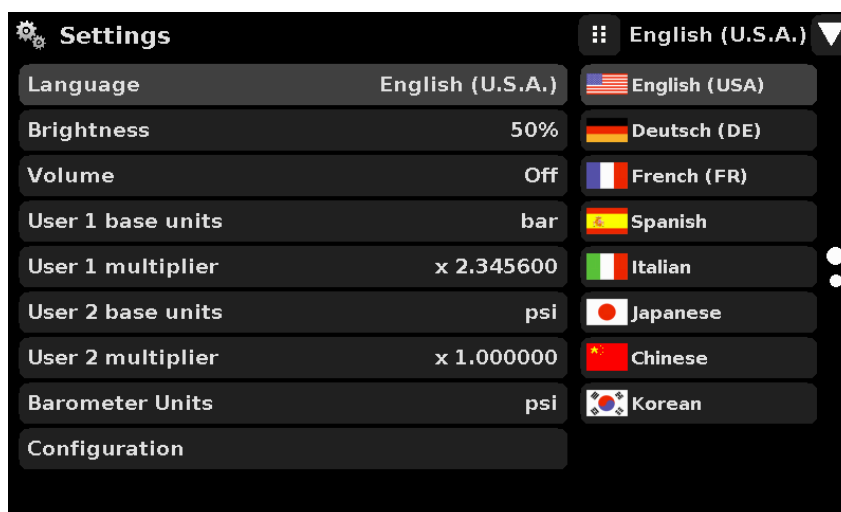 Settings
English (U.S.A.)
Language English (U.S.A.)
Brightness 50%
Volume Off
User 1 base units bar
User 1 multiplier x 2.345600
User 2 base units psi
User 2 multiplier x 1.000000
Barometer Units psi
Configuration
English (USA)
Deutsch (DE)
French (FR)
Spanish
Italian
Japanese
Chinese
Korean